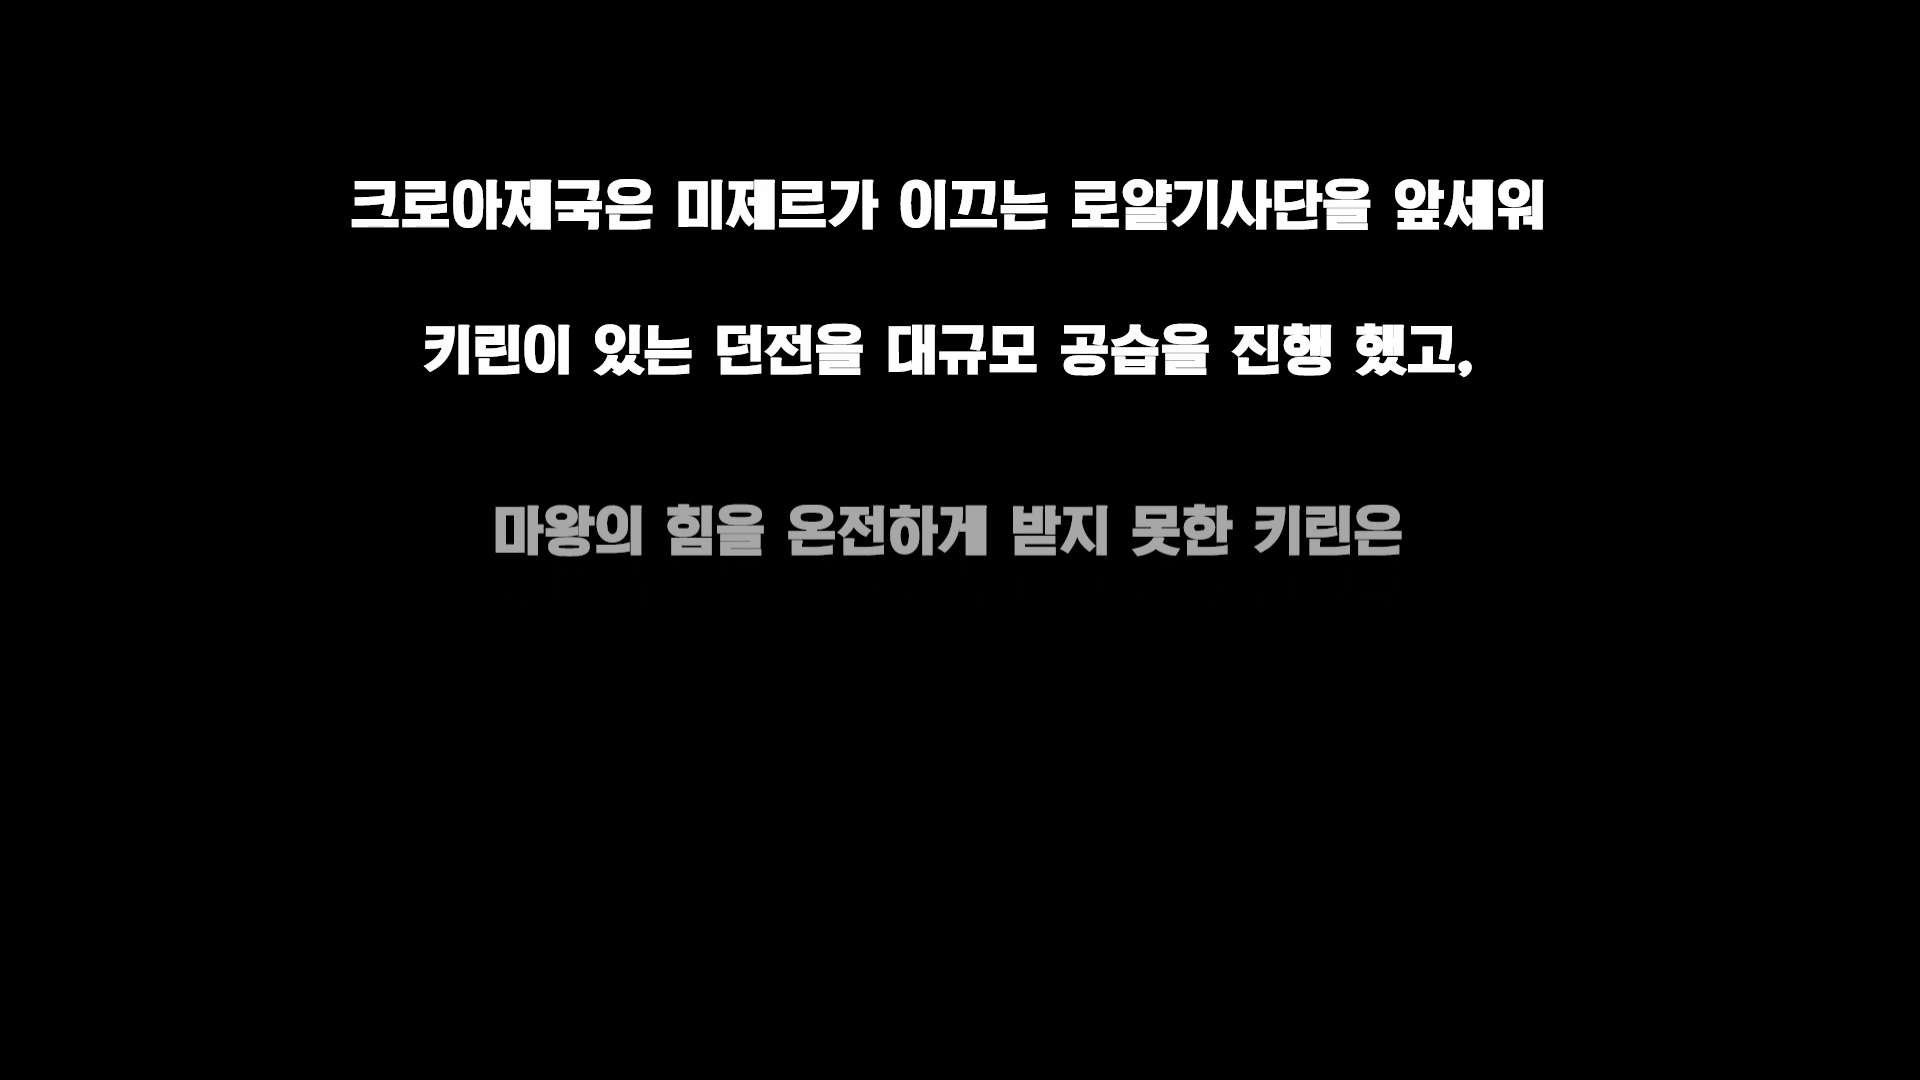 크로아제국은 미제르가 이끄는 로얄기사단을 앞세워
키린이 있는 던전을 대규모 공습을 진행 했고,
마왕의 힘을 온전하게 받지 못한 키린은